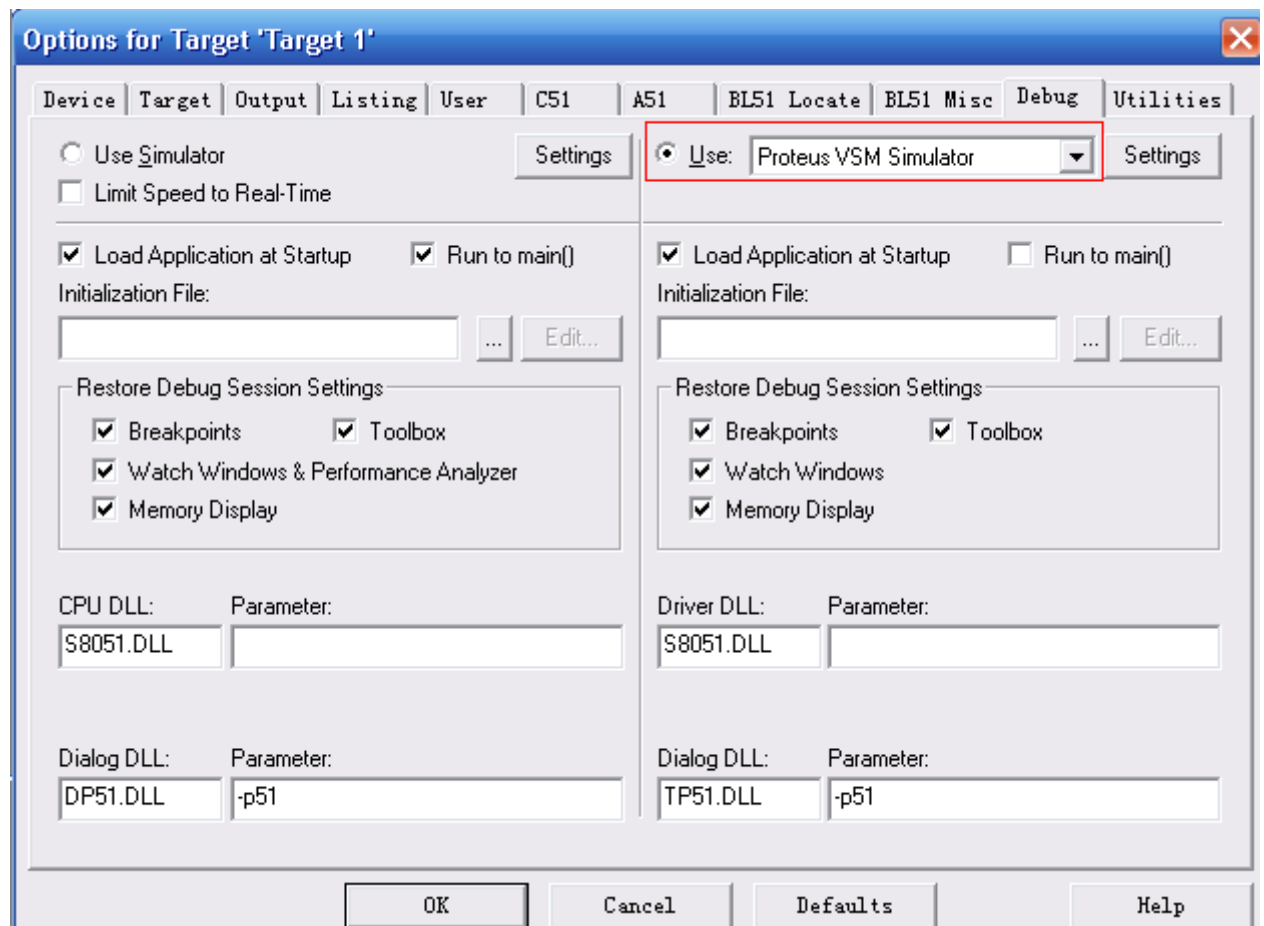 Options for Target 'Target 1'
Device Target Output Listing User C51 A51 BL51 Locate BL51 Misc Debug Utilities
Use Simulator Settings Use: Proteus VSM Simulator Settings
Limit Speed to Real-Time
Load Application at Startup Run to main() Load Application at Startup Run to main()
Initialization File: Initialization File:
... Edit... ... Edit...
Restore Debug Session Settings Restore Debug Session Settings
Breakpoints Toolbox Breakpoints Toolbox
Watch Windows & Performance Analyzer Watch Windows
Memory Display Memory Display
CPU DLL: Parameter: Driver DLL: Parameter:
S8051.DLL S8051.DLL
Dialog DLL: Parameter: Dialog DLL: Parameter:
DP51.DLL -p51 TP51.DLL -p51
OK Cancel Defaults Help